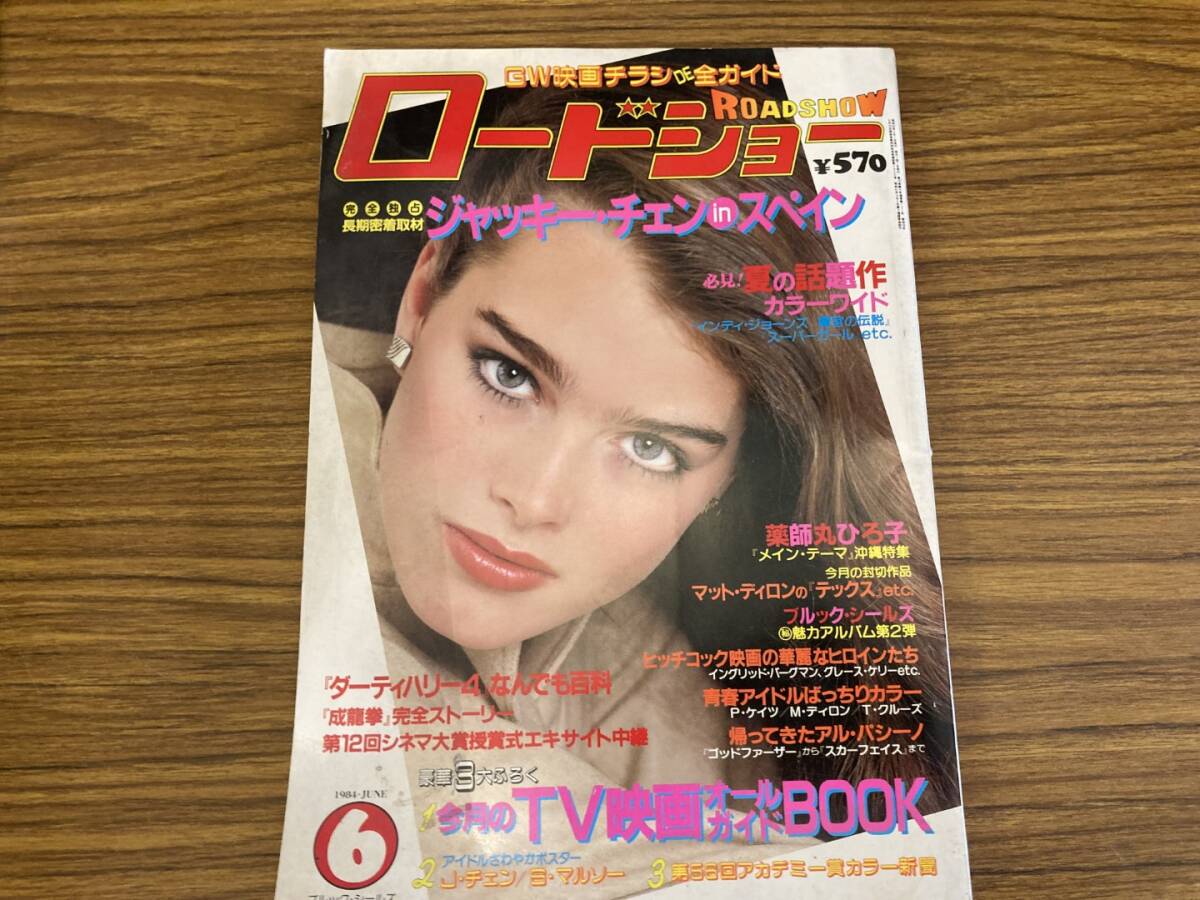 GW映画チラシDE全ガイド
ロードショー
ROADSHOW
¥570
完全独占
長期密着取材
ジャッキー・チェンinスペイン
必見!夏の話題作
カラーワイド
『インディ・ジョーンズ 魔宮の伝説』
『スーパーガール』etc.
薬師丸ひろ子
『メイン・テーマ』沖縄特集
今月の封切作品
マット・ディロンの『テックス』etc.
ブルック・シールズ
㊙魅力アルバム第2弾
ヒッチコック映画の華麗なヒロインたち
イングリッド・バーグマン、グレース・ケリーetc.
青春アイドルばっちりカラー
P・ケイツ/M・ディロン/T・クルーズ
帰ってきたアル・パシーノ
『ゴッドファーザー』から『スカーフェイス』まで
『ダーティハリー4』なんでも百科
『成龍拳』完全ストーリー
第12回シネマ大賞授賞式エキサイト中継
豪華3大ふろく
1今月のTV映画オールガイドBOOK
2アイドルさわやかポスター
J・チェン/S・マルソー
3第56回アカデミー賞カラー新聞
1984・JUNE
6
ブルック・シールズ